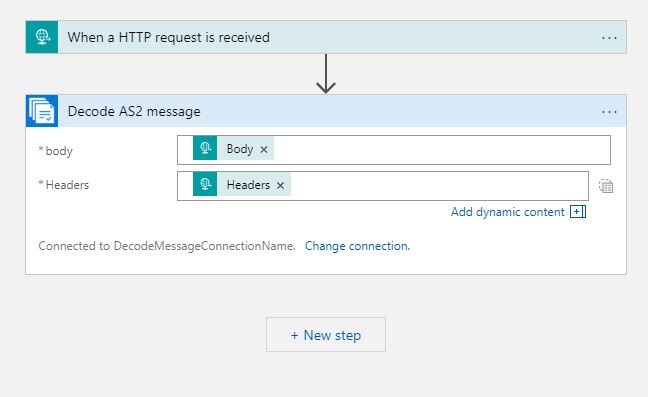 When a HTTP request is received ...
Decode AS2 message ...
*body Body ×
*Headers Headers ×
Add dynamic content
Connected to DecodeMessageConnectionName. Change connection.
+ New step